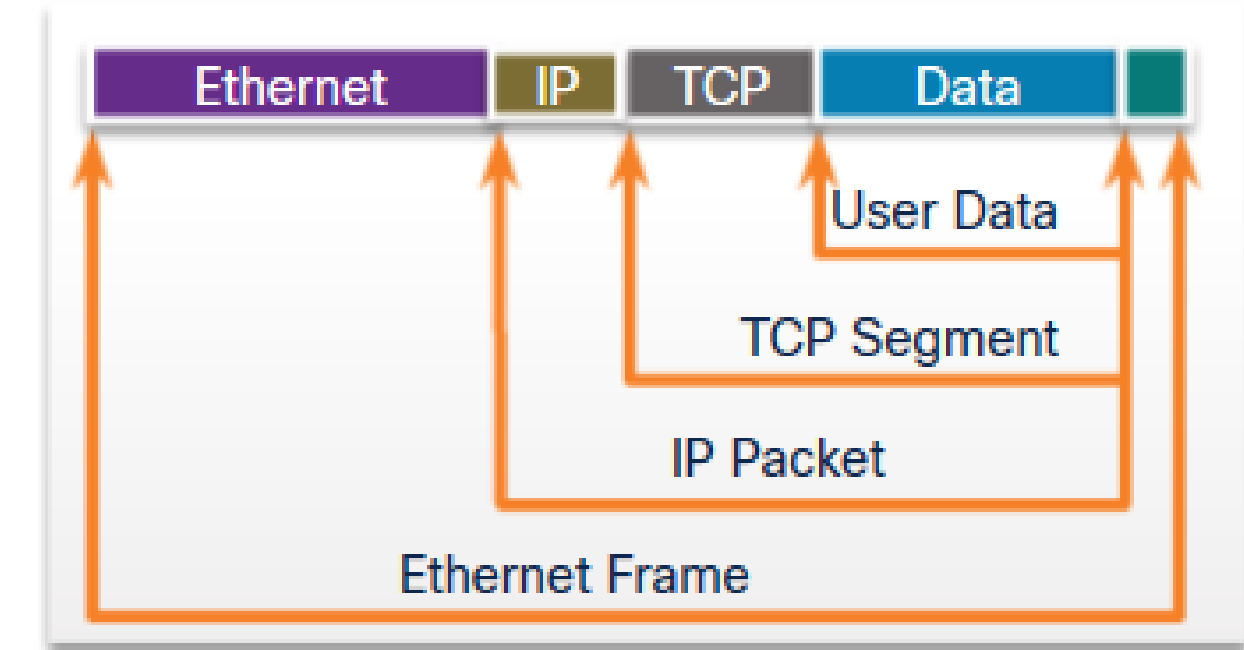 Ethernet IP TCP Data
User Data
TCP Segment
IP Packet
Ethernet Frame